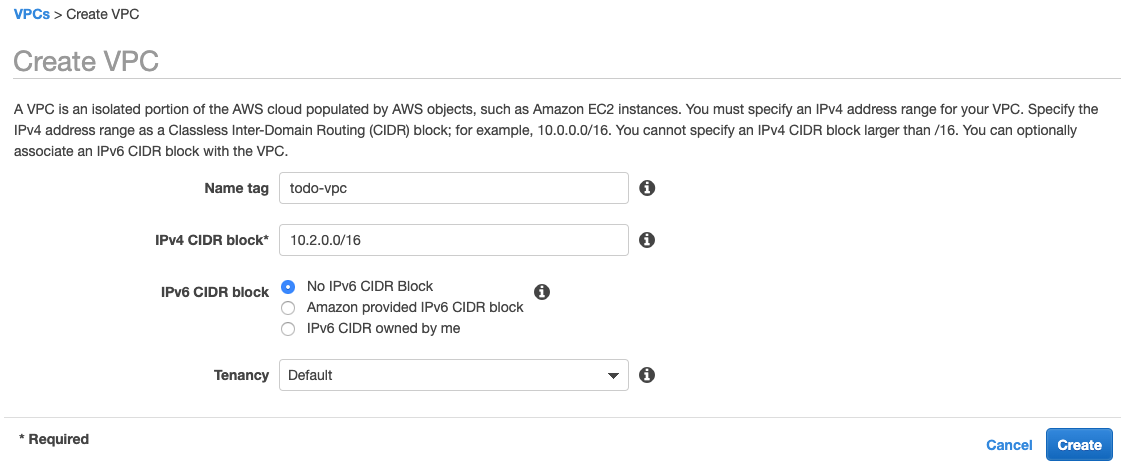 VPCs > Create VPC
Create VPC
A VPC is an isolated portion of the AWS cloud populated by AWS objects, such as Amazon EC2 instances. You must specify an IPv4 address range for your VPC. Specify the
IPv4 address range as a Classless Inter-Domain Routing (CIDR) block; for example, 10.0.0.0/16. You cannot specify an IPv4 CIDR block larger than /16. You can optionally
associate an IPv6 CIDR block with the VPC.
Name tag todo-vpc
IPv4 CIDR block* 10.2.0.0/16
IPv6 CIDR block No IPv6 CIDR Block
Amazon provided IPv6 CIDR block
IPv6 CIDR owned by me
Tenancy Default
* Required
Cancel Create